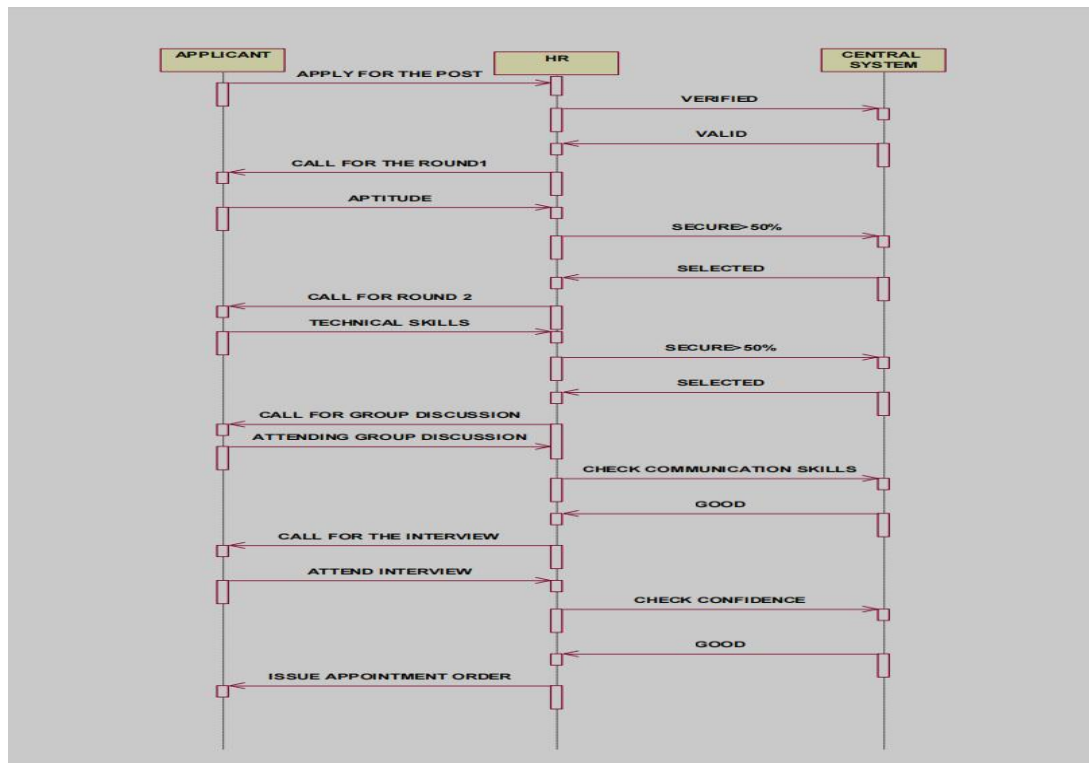 APPLICANT
HR
CENTRAL
SYSTEM
APPLY FOR THE POST
VERIFIED
VALID
CALL FOR THE ROUND1
APTITUDE
SECURE>50%
SELECTED
CALL FOR ROUND 2
TECHNICAL SKILLS
SECURE>50%
SELECTED
CALL FOR GROUP DISCUSSION
ATTENDING GROUP DISCUSSION
CHECK COMMUNICATION SKILLS
GOOD
CALL FOR THE INTERVIEW
ATTEND INTERVIEW
CHECK CONFIDENCE
GOOD
ISSUE APPOINTMENT ORDER